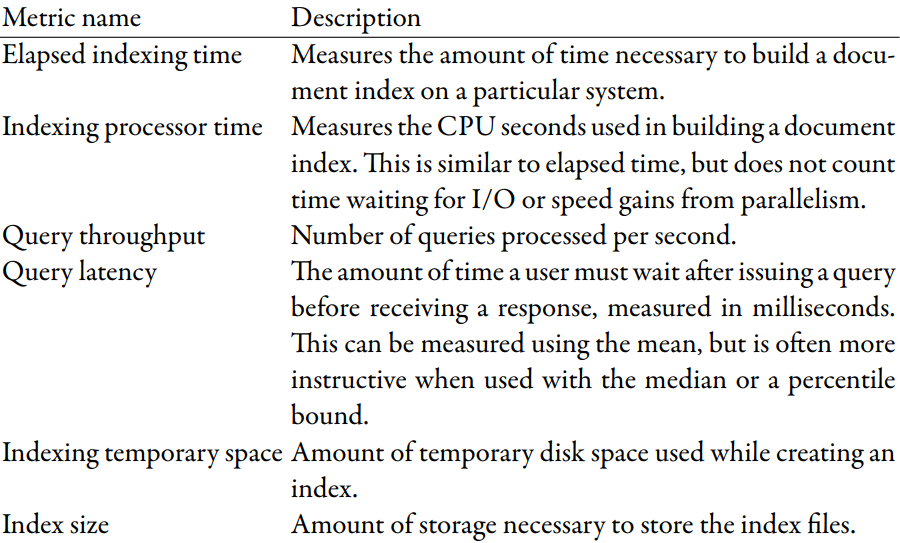 Metric name Description
Elapsed indexing time Measures the amount of time necessary to build a docu-
ment index on a particular system.
Indexing processor time Measures the CPU seconds used in building a document
index. This is similar to elapsed time, but does not count
time waiting for I/O or speed gains from parallelism.
Query throughput Number of queries processed per second.
Query latency The amount of time a user must wait after issuing a query
before receiving a response, measured in milliseconds.
This can be measured using the mean, but is often more
instructive when used with the median or a percentile
bound.
Indexing temporary space Amount of temporary disk space used while creating an
index.
Index size Amount of storage necessary to store the index files.